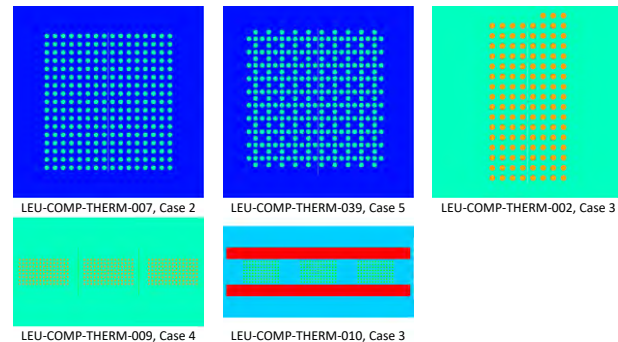 LEU-COMP-THERM-007, Case 2
LEU-COMP-THERM-039, Case 5
LEU-COMP-THERM-002, Case 3
LEU-COMP-THERM-009, Case 4
LEU-COMP-THERM-010, Case 3